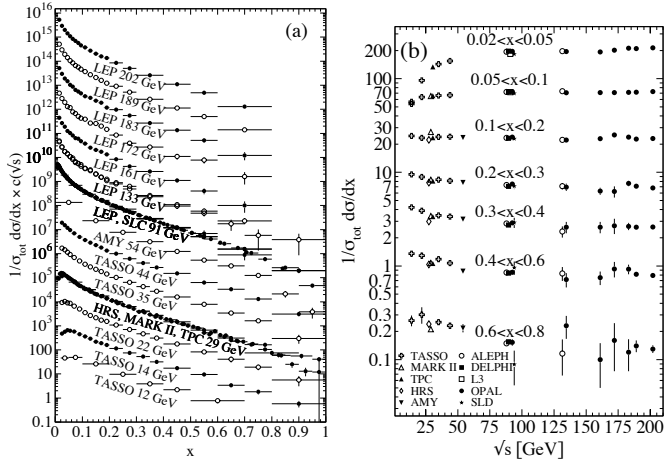 10^16
10^15
10^14
10^13
10^12
10^11
10^10
10^9
10^8
10^7
10^6
10^5
10^4
10^3
100
10
1
0.1
1/σtot dσ/dx × c(√s)
(a)
LEP 202 GeV
LEP 189 GeV
LEP 183 GeV
LEP 172 GeV
LEP 161 GeV
LEP 133 GeV
LEP, SLC 91 GeV
AMY 54 GeV
TASSO 44 GeV
TASSO 35 GeV
HRS, MARK II, TPC 29 GeV
TASSO 22 GeV
TASSO 14 GeV
TASSO 12 GeV
0 0.1 0.2 0.3 0.4 0.5 0.6 0.7 0.8 0.9 1
x
(b)
200
100
50
20
10
5
2
1
0.7
0.5
0.2
0.1
1/σtot dσ/dx
0.02<x<0.05
0.05<x<0.1
0.1<x<0.2
0.2<x<0.3
0.3<x<0.4
0.4<x<0.6
0.6<x<0.8
TASSO
MARK II
TPC
HRS
AMY
ALEPH
DELPHI
L3
OPAL
SLD
25 50 75 100 125 150 175 200
√s [GeV]